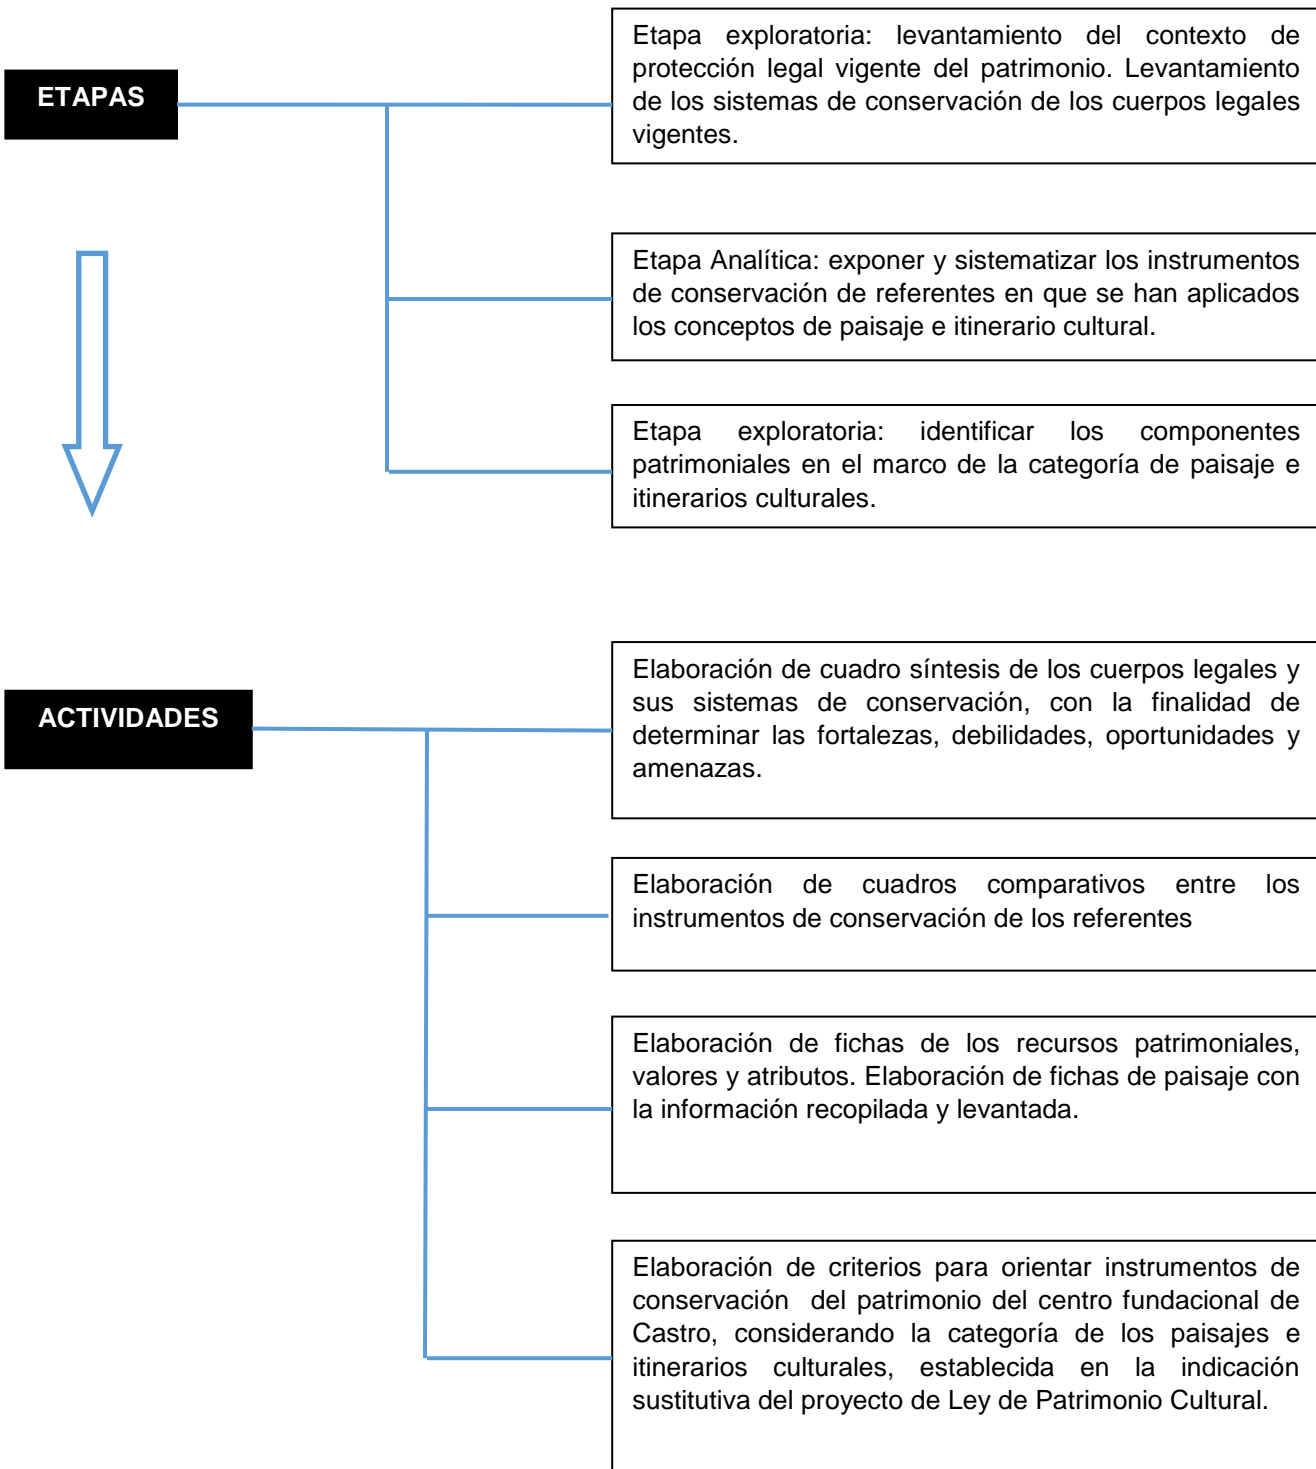 ETAPAS
Etapa exploratoria: levantamiento del contexto de
protección legal vigente del patrimonio. Levantamiento
de los sistemas de conservación de los cuerpos legales
vigentes.
Etapa Analítica: exponer y sistematizar los instrumentos
de conservación de referentes en que se han aplicados
los conceptos de paisaje e itinerario cultural.
Etapa exploratoria: identificar los componentes
patrimoniales en el marco de la categoría de paisaje e
itinerarios culturales.
ACTIVIDADES
Elaboración de cuadro síntesis de los cuerpos legales y
sus sistemas de conservación, con la finalidad de
determinar las fortalezas, debilidades, oportunidades y
amenazas.
Elaboración de cuadros comparativos entre los
instrumentos de conservación de los referentes
Elaboración de fichas de los recursos patrimoniales,
valores y atributos. Elaboración de fichas de paisaje con
la información recopilada y levantada.
Elaboración de criterios para orientar instrumentos de
conservación del patrimonio del centro fundacional de
Castro, considerando la categoría de los paisajes e
itinerarios culturales, establecida en la indicación
sustitutiva del proyecto de Ley de Patrimonio Cultural.